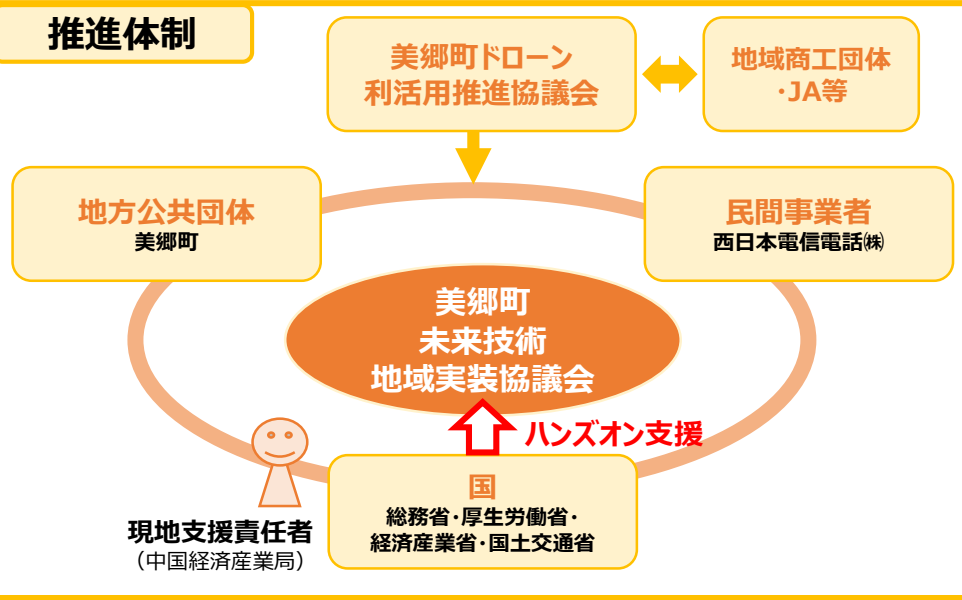 推進体制
美郷町ドローン
利活用推進協議会
地域商工団体
・JA等
地方公共団体
美郷町
民間事業者
西日本電信電話㈱
美郷町
未来技術
地域実装協議会
ハンズオン支援
国
総務省・厚生労働省・
経済産業省・国土交通省
現地支援責任者
（中国経済産業局）